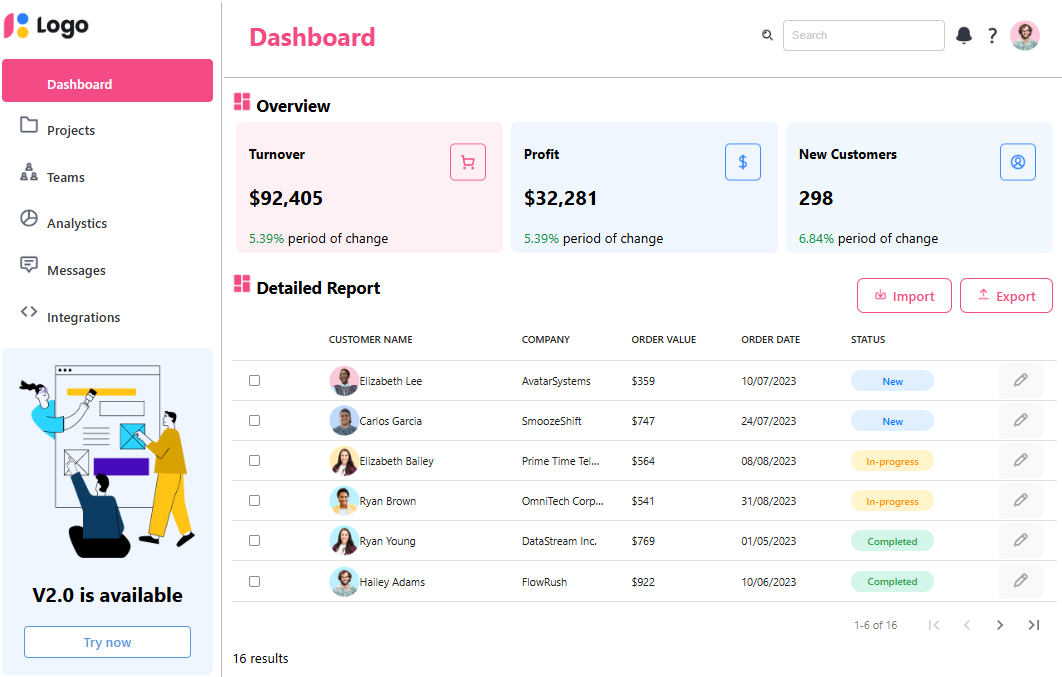 Logo
Dashboard
Projects
Teams
Analystics
Messages
Integrations
V2.0 is available
Try now
Dashboard
Search
?
Overview
Turnover
$92,405
5.39% period of change
Profit
$
$32,281
5.39% period of change
New Customers
298
6.84% period of change
Detailed Report
Import
Export
CUSTOMER NAME COMPANY ORDER VALUE ORDER DATE STATUS
Elizabeth Lee AvatarSystems $359 10/07/2023 New
Carlos Garcia SmoozeShift $747 24/07/2023 New
Elizabeth Bailey Prime Time Tel... $564 08/08/2023 In-progress
Ryan Brown OmniTech Corp... $541 31/08/2023 In-progress
Ryan Young DataStream Inc. $769 01/05/2023 Completed
Hailey Adams FlowRush $922 10/06/2023 Completed
1-6 of 16
16 results